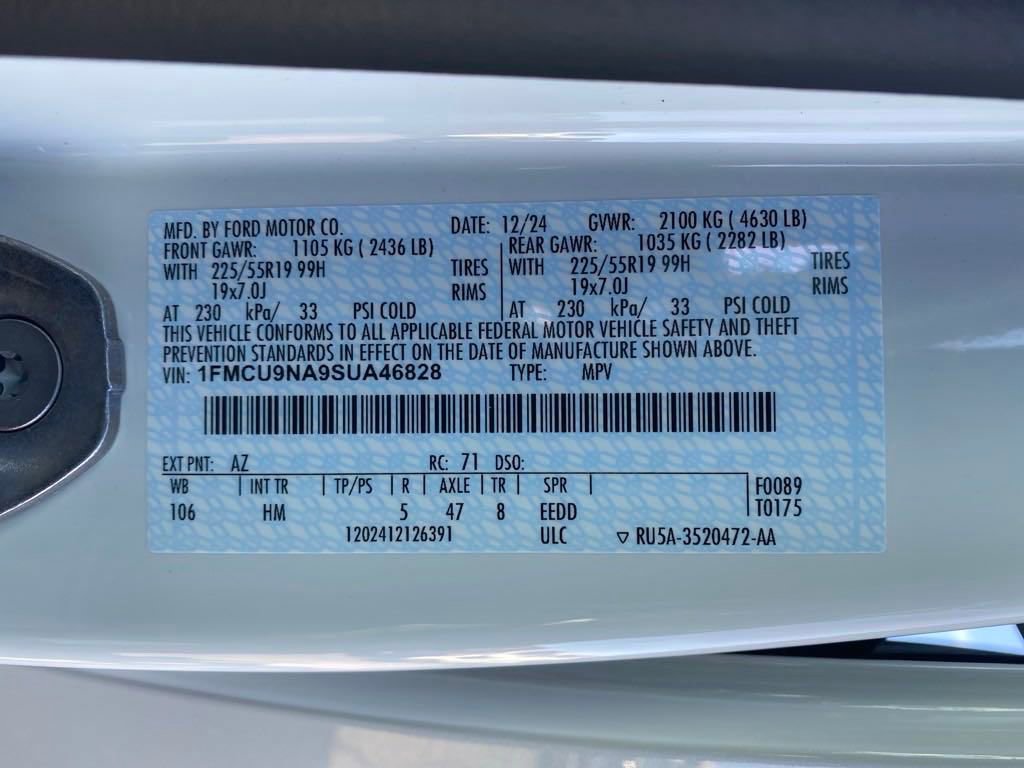 MFD. BY FORD MOTOR CO. DATE: 12/24 GVWR: 2100 KG ( 4630 LB)
FRONT GAWR: 1105 KG ( 2436 LB) REAR GAWR: 1035 KG ( 2282 LB)
WITH 225/55R19 99H TIRES WITH 225/55R19 99H TIRES
19x7.0J RIMS 19x7.0J RIMS
AT 230 kPa/ 33 PSI COLD AT 230 kPa/ 33 PSI COLD
THIS VEHICLE CONFORMS TO ALL APPLICABLE FEDERAL MOTOR VEHICLE SAFETY AND THEFT
PREVENTION STANDARDS IN EFFECT ON THE DATE OF MANUFACTURE SHOWN ABOVE.
VIN: 1FMCU9NA9SUA46828 TYPE: MPV
EXT PNT: AZ RC: 71 DSO:
WB INT TR TP/PS R AXLE TR SPR F0089
106 HM 5 47 8 EEDD T0175
1202412126391 ULC ▽ RU5A-3520472-AA